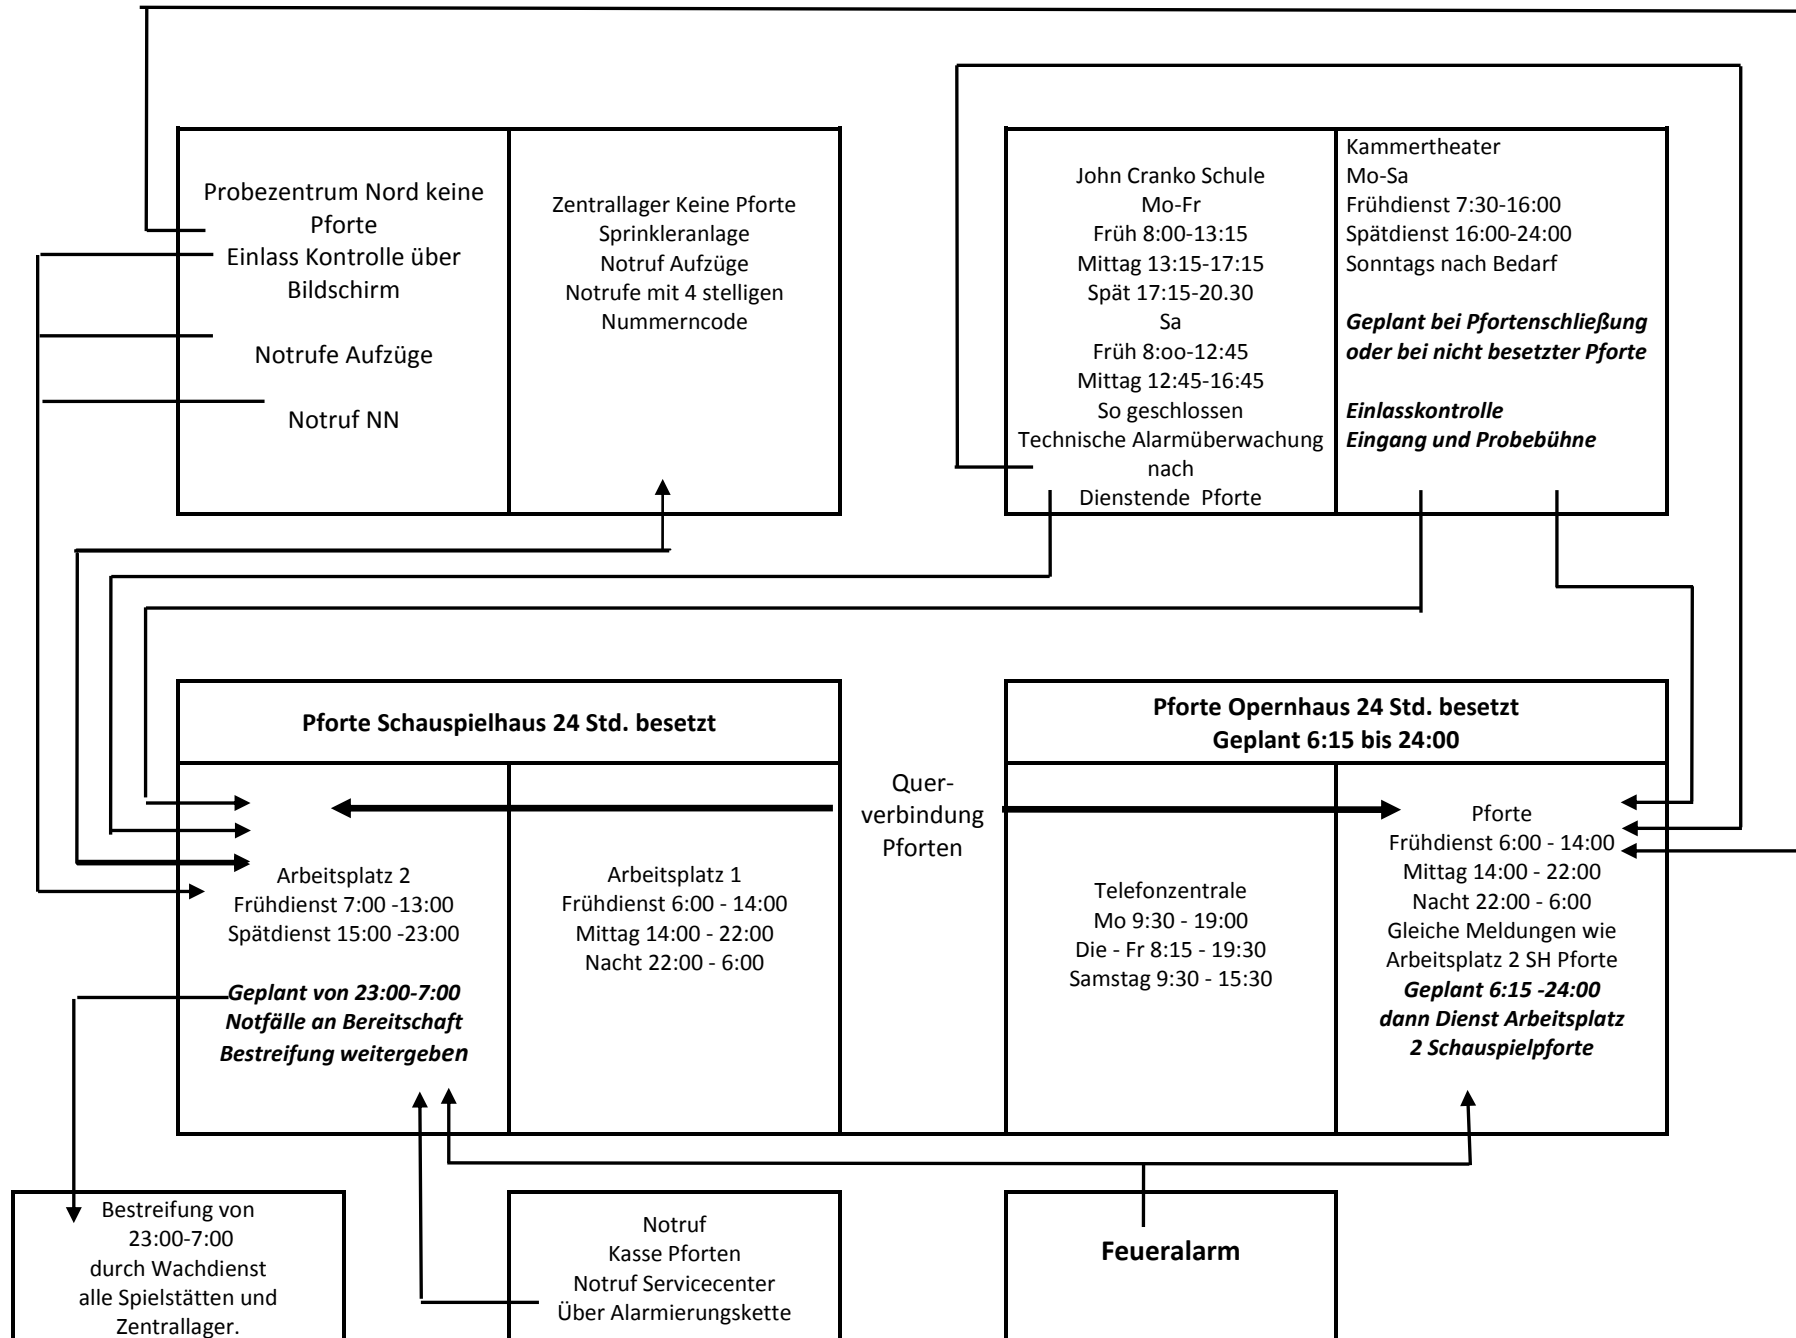 Probezentrum Nord keine
Pforte
Einlass Kontrolle über
Bildschirm
Notrufe Aufzüge
Notruf NN
Zentrallager Keine Pforte
Sprinkleranlage
Notruf Aufzüge
Notrufe mit 4 stelligen
Nummerncode
John Cranko Schule
Mo-Fr
Früh 8:00-13:15
Mittag 13:15-17:15
Spät 17:15-20.30
Sa
Früh 8:oo-12:45
Mittag 12:45-16:45
So geschlossen
Technische Alarmüberwachung
nach
Dienstende Pforte
Kammertheater
Mo-Sa
Frühdienst 7:30-16:00
Spätdienst 16:00-24:00
Sonntags nach Bedarf
Geplant bei Pfortenschließung
oder bei nicht besetzter Pforte
Einlasskontrolle
Eingang und Probebühne
Pforte Schauspielhaus 24 Std. besetzt
Arbeitsplatz 2
Frühdienst 7:00 -13:00
Spätdienst 15:00 -23:00
Geplant von 23:00-7:00
Notfälle an Bereitschaft
Bestreifung weitergeben
Arbeitsplatz 1
Frühdienst 6:00 - 14:00
Mittag 14:00 - 22:00
Nacht 22:00 - 6:00
Quer-
verbindung
Pforten
Pforte Opernhaus 24 Std. besetzt
Geplant 6:15 bis 24:00
Telefonzentrale
Mo 9:30 - 19:00
Die - Fr 8:15 - 19:30
Samstag 9:30 - 15:30
Pforte
Frühdienst 6:00 - 14:00
Mittag 14:00 - 22:00
Nacht 22:00 - 6:00
Gleiche Meldungen wie
Arbeitsplatz 2 SH Pforte
Geplant 6:15 -24:00
dann Dienst Arbeitsplatz
2 Schauspielpforte
Bestreifung von
23:00-7:00
durch Wachdienst
alle Spielstätten und
Zentrallager.
Notruf
Kasse Pforten
Notruf Servicecenter
Über Alarmierungskette
Feueralarm